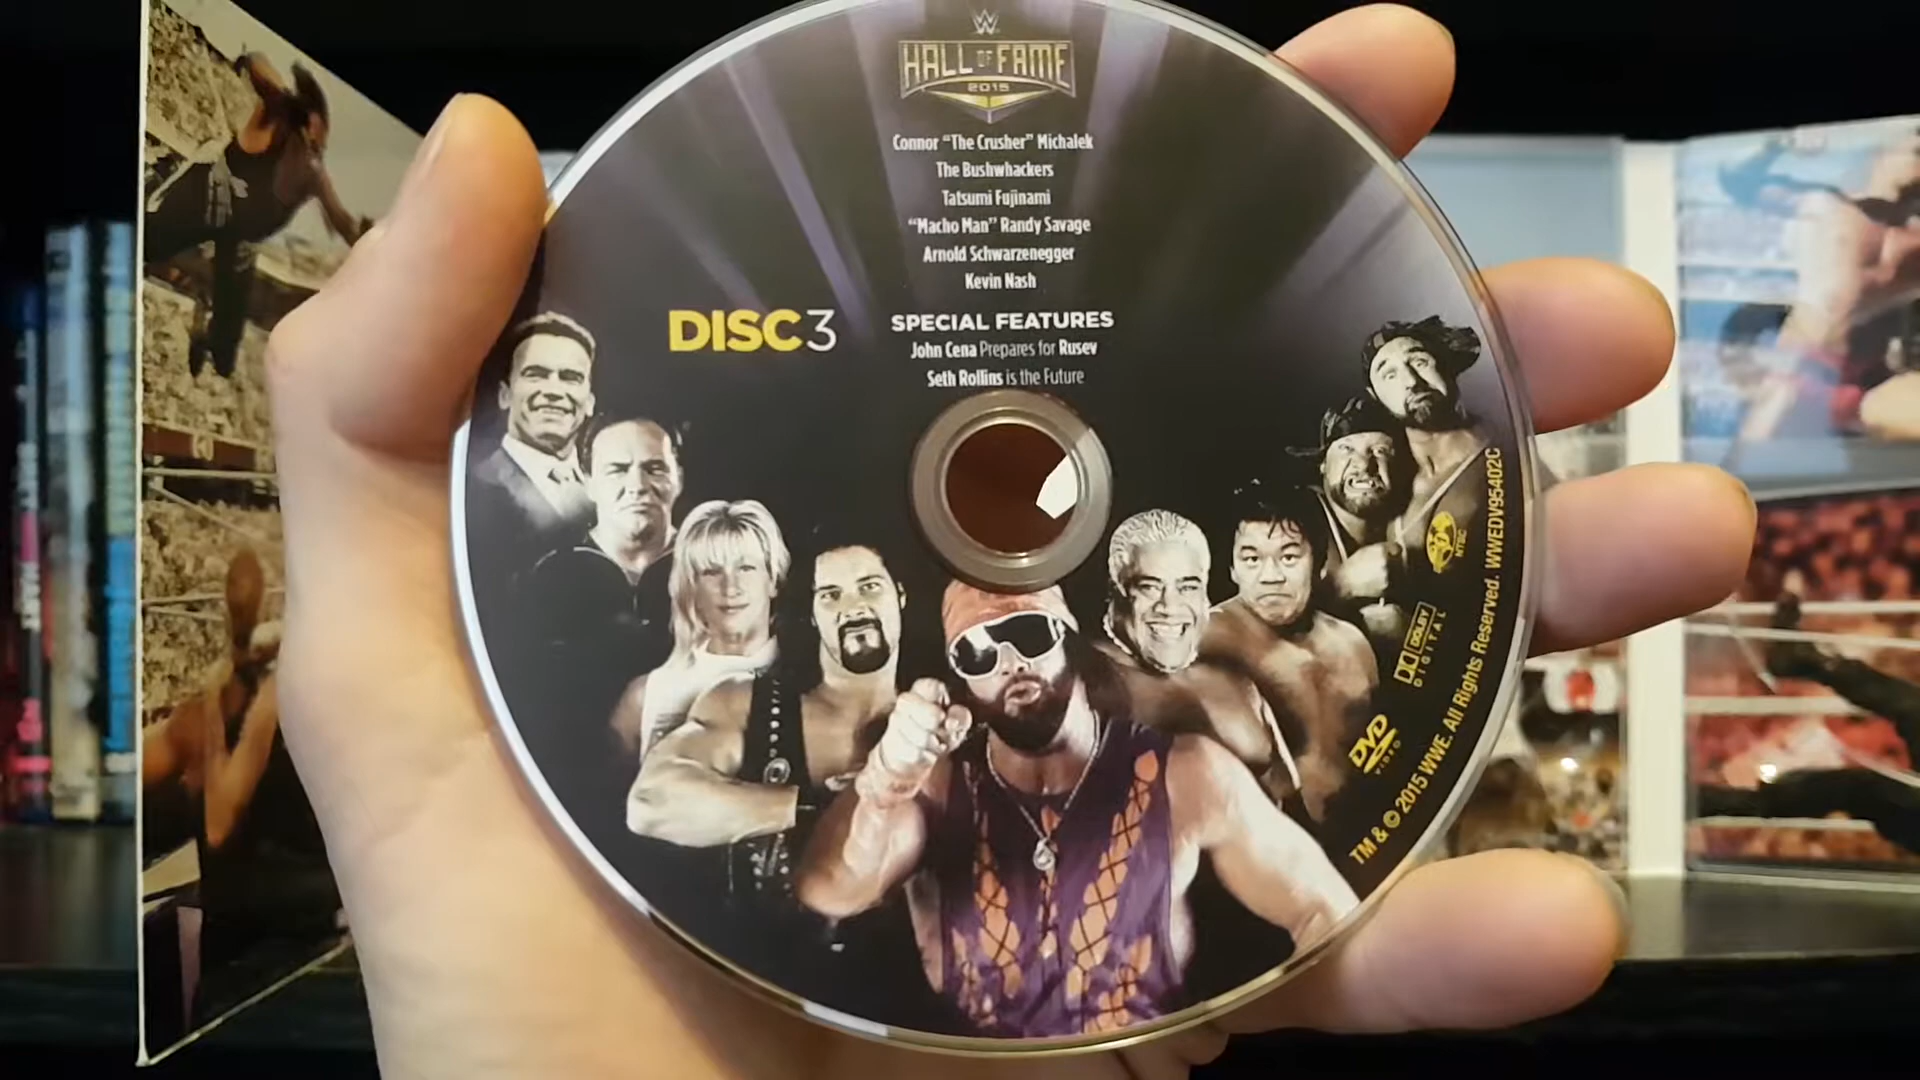 W
HALL OF FAME
2015
Connor “The Crusher” Michalek
The Bushwhackers
Tatsumi Fujinami
“Macho Man” Randy Savage
Arnold Schwarzenegger
Kevin Nash
DISC 3
SPECIAL FEATURES
John Cena Prepares for Rusev
Seth Rollins is the Future
NTSC
DOLBY
DIGITAL
DVD
VIDEO
TM & © 2015 WWE. All Rights Reserved. WWEDV95402C